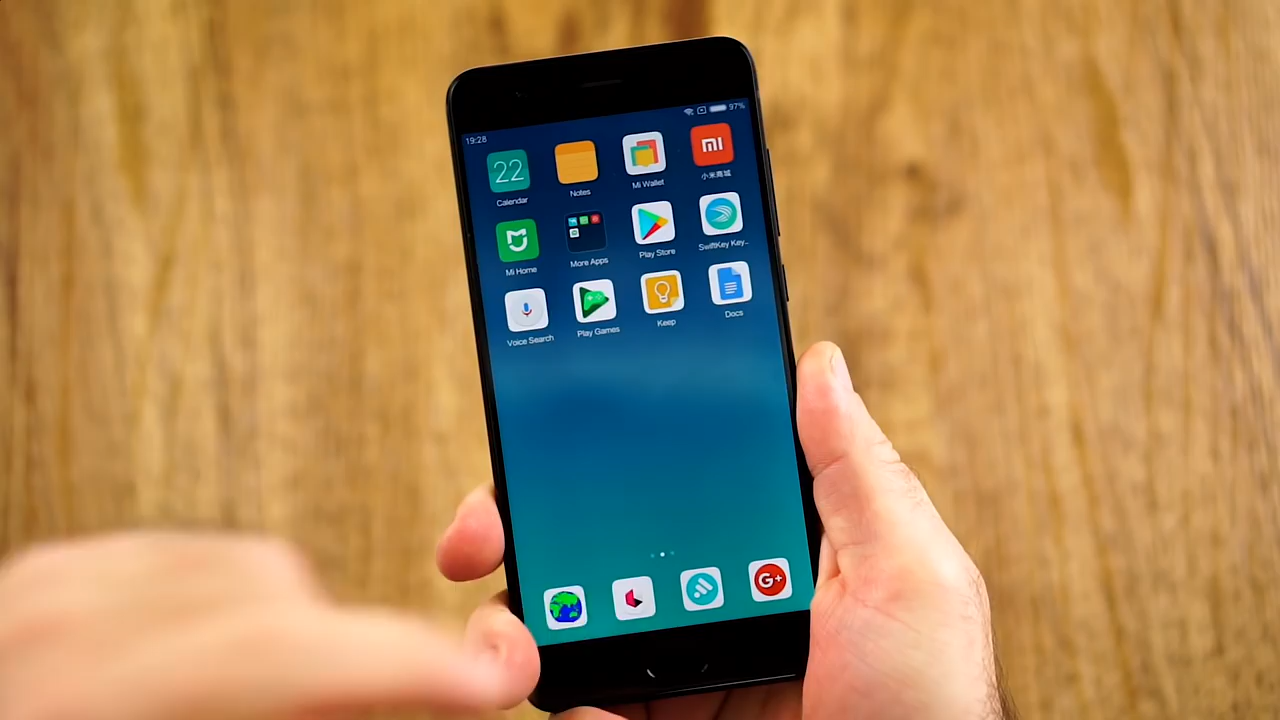 19:28
97%
22
Calendar
Notes
Mi Wallet
mi
小米商城
Mi Home
More Apps
Play Store
SwiftKey Key..
Voice Search
Play Games
Keep
Docs
G+